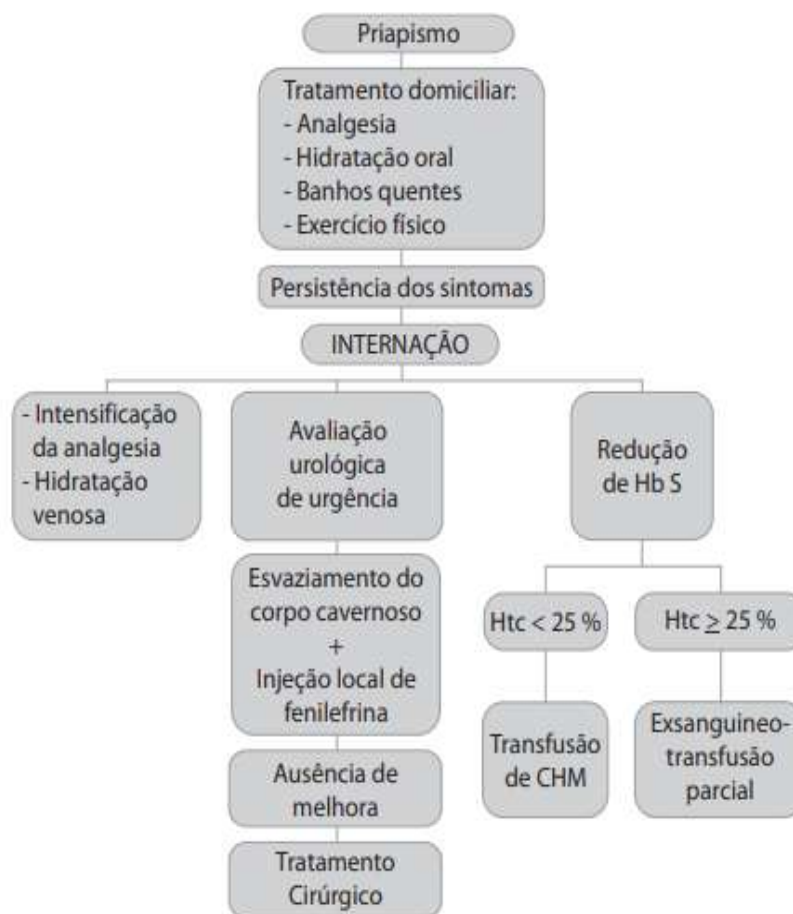 Priapismo
Tratamento domiciliar:
- Analgesia
- Hidratação oral
- Banhos quentes
- Exercício físico
Persistência dos sintomas
INTERNAÇÃO
- Intensificação
da analgesia
- Hidratação
venosa
Avaliação
urológica
de urgência
Redução
de Hb S
Esvaziamento do
corpo cavernoso
+
Injeção local de
fenilefrina
Htc < 25 %
Htc ≥ 25 %
Ausência de
melhora
Transfusão
de CHM
Exsanguineo-
transfusão
parcial
Tratamento
Cirúrgico